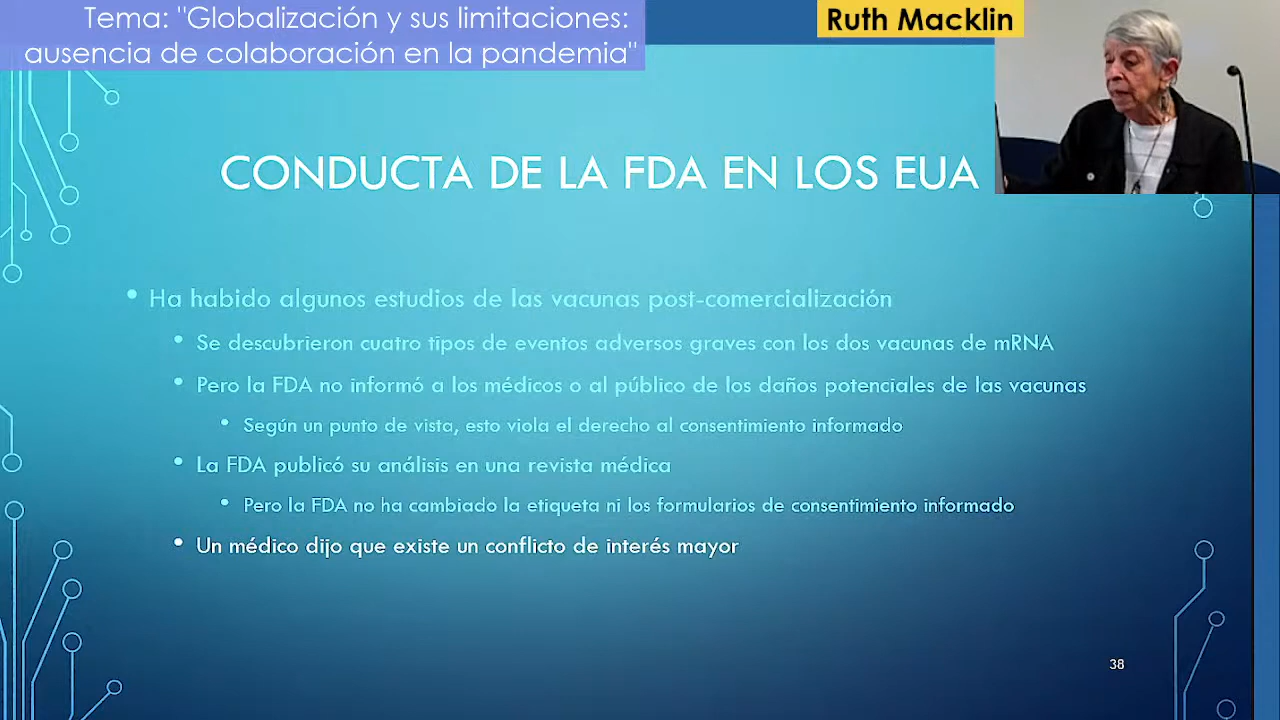 Tema: "Globalización y sus limitaciones:
ausencia de colaboración en la pandemia"
Ruth Macklin
CONDUCTA DE LA FDA EN LOS EUA
• Ha habido algunos estudios de las vacunas post-comercialización
• Se descubrieron cuatro tipos de eventos adversos graves con los dos vacunas de mRNA
• Pero la FDA no informó a los médicos o al público de los daños potenciales de las vacunas
• Según un punto de vista, esto viola el derecho al consentimiento informado
• La FDA publicó su análisis en una revista médica
• Pero la FDA no ha cambiado la etiqueta ni los formularios de consentimiento informado
• Un médico dijo que existe un conflicto de interés mayor
38